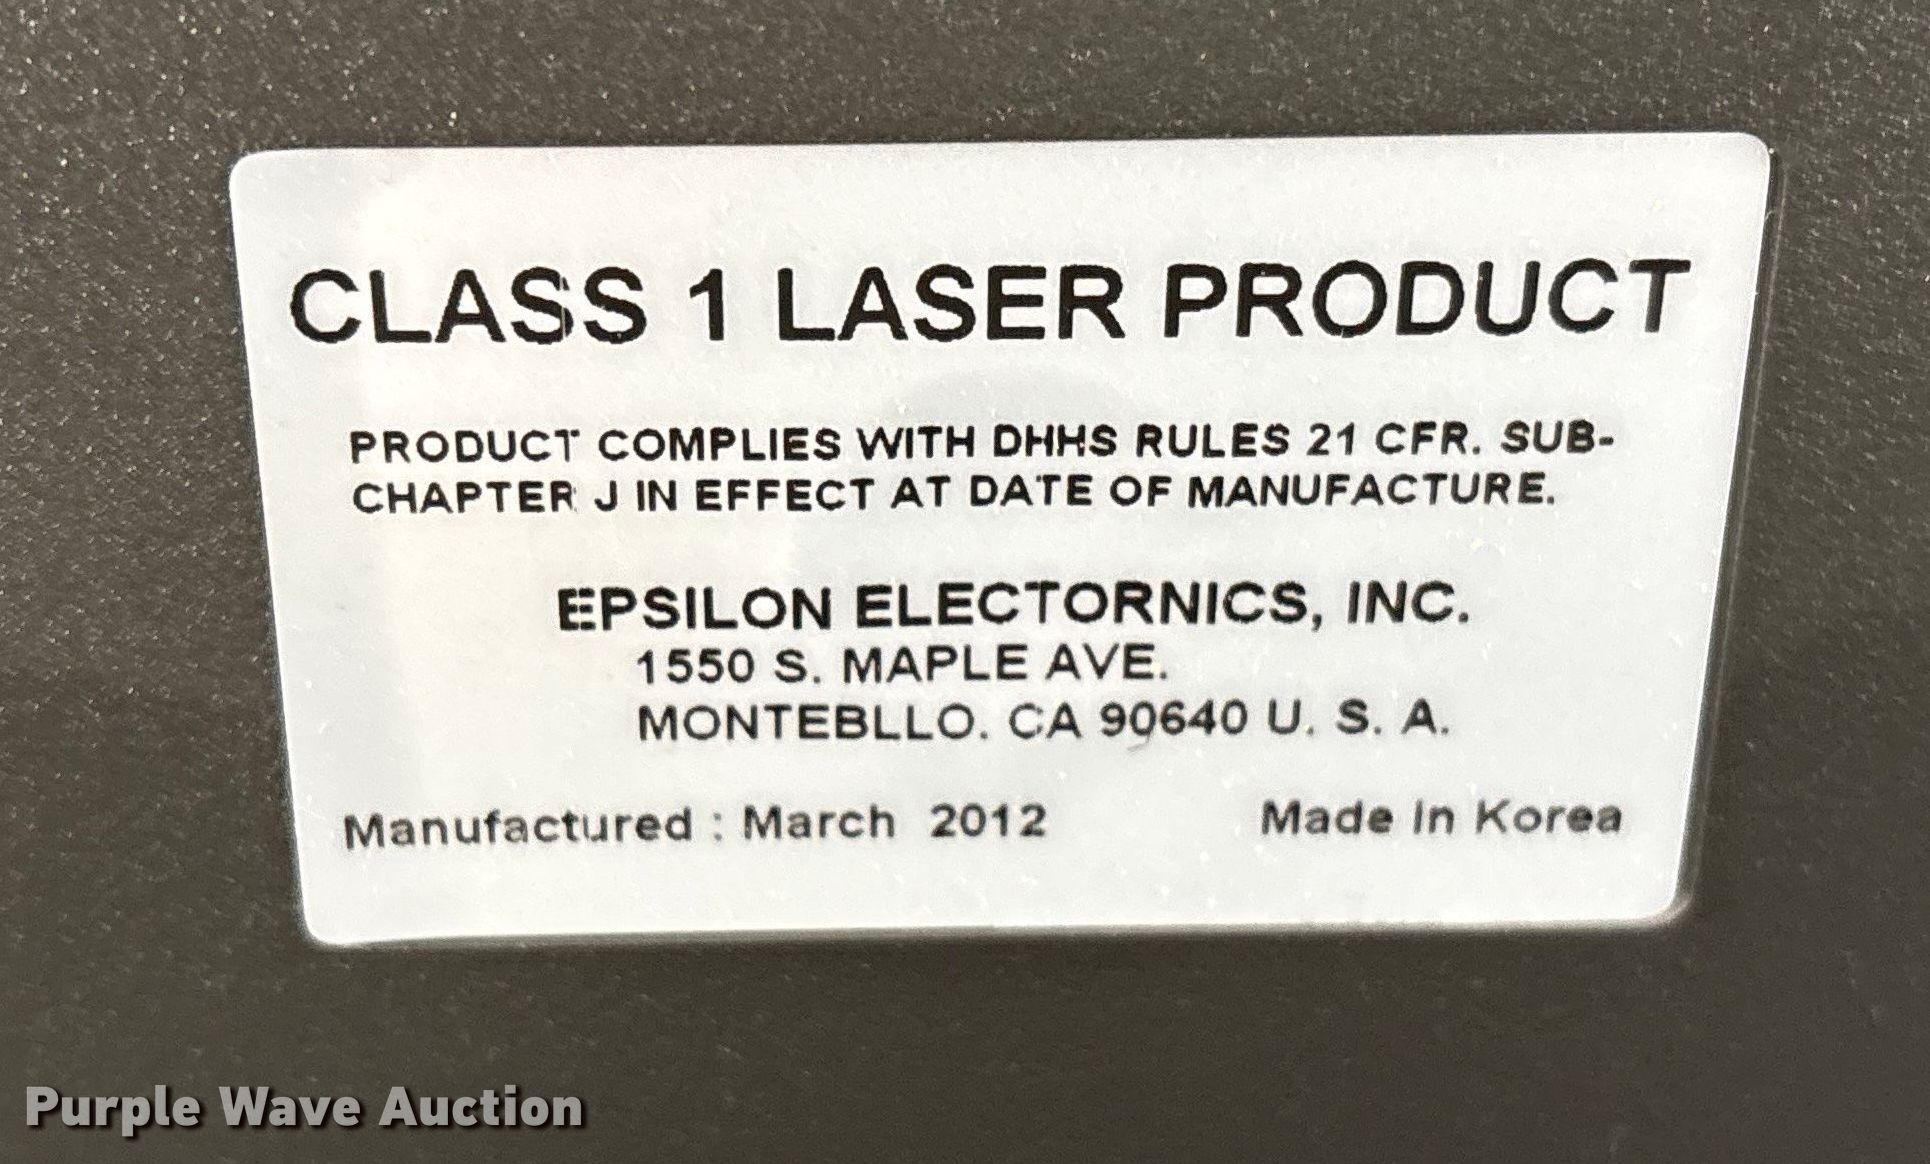 CLASS 1 LASER PRODUCT
PRODUCT COMPLIES WITH DHHS RULES 21 CFR. SUB-
CHAPTER J IN EFFECT AT DATE OF MANUFACTURE.
EPSILON ELECTORNICS, INC.
1550 S. MAPLE AVE.
MONTEBLLO. CA 90640 U. S. A.
Manufactured : March 2012 Made In Korea
Purple Wave Auction